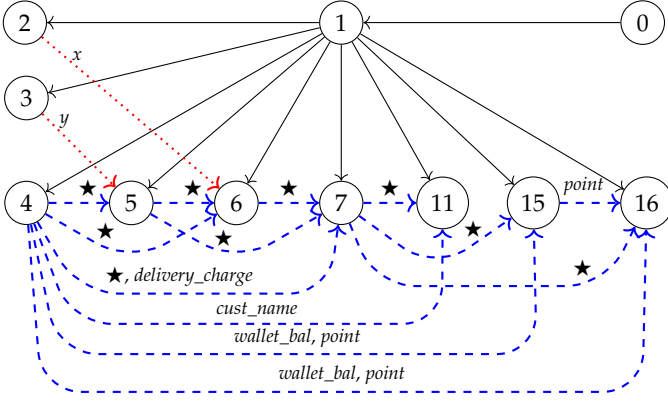 2 1 0
x
3
y
★ ★ ★ ★ point
4 5 6 7 11 15 16
★ ★ ★
★, delivery_charge ★
cust_name
wallet_bal, point
wallet_bal, point